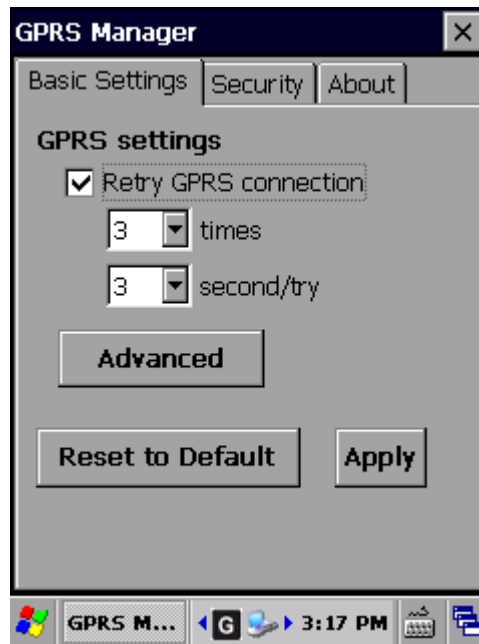 GPRS Manager
Basic Settings Security About
GPRS settings
Retry GPRS connection
3 times
3 second/try
Advanced
Reset to Default Apply
GPRS M... G 3:17 PM